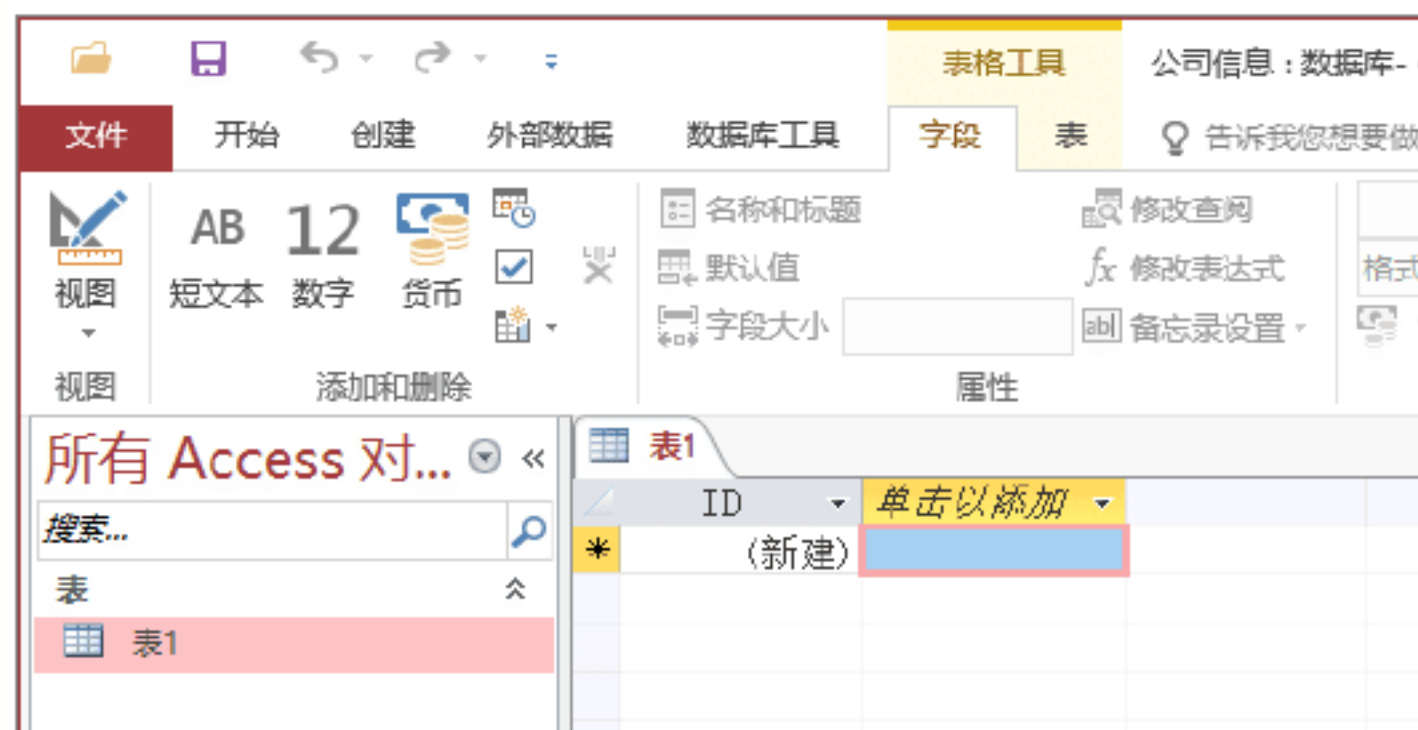 表格工具 公司信息 : 数据库-
文件 开始 创建 外部数据 数据库工具 字段 表 告诉我您想要做
AB 12 名称和标题 修改查阅
视图 短文本 数字 货币 默认值 fx 修改表达式 格式
字段大小 ab 备忘录设置
视图 添加和删除 属性
所有 Access 对... 表1
搜索... ID 单击以添加
(新建)
表
表1